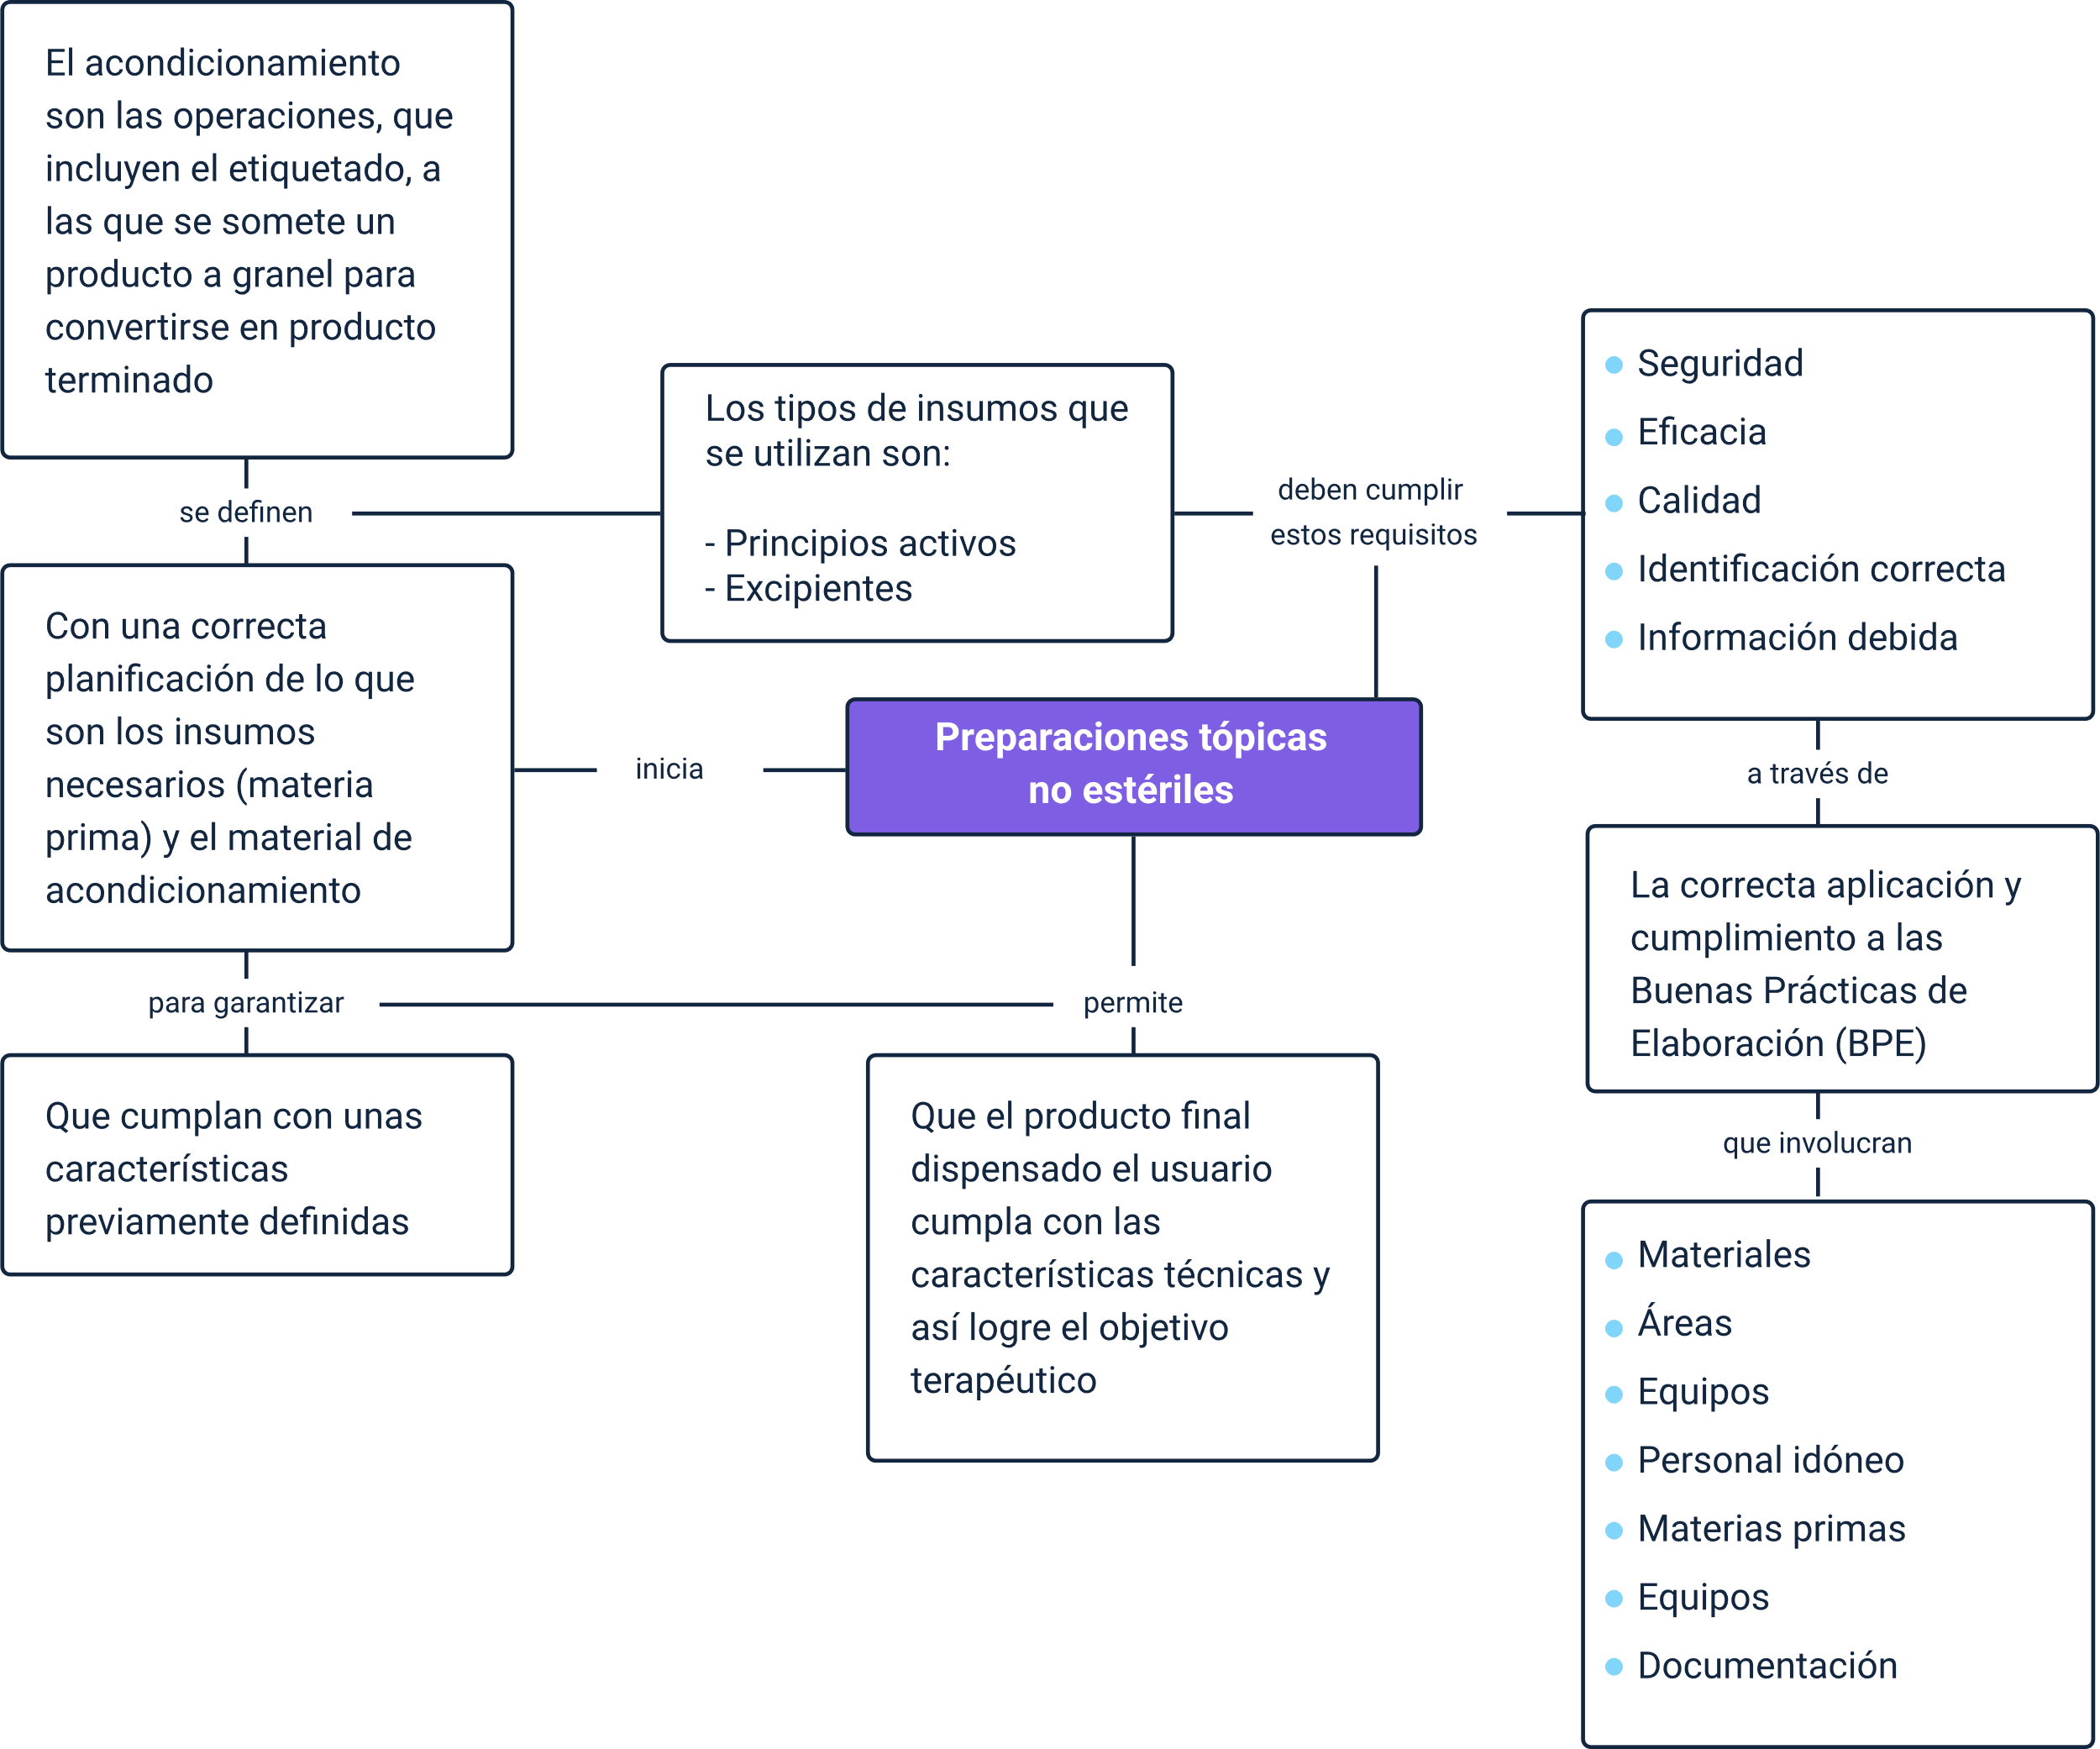 El acondicionamiento
son las operaciones, que
incluyen el etiquetado, a
las que se somete un
producto a granel para
convertirse en producto
terminado
se definen
Los tipos de insumos que
se utilizan son:
- Principios activos
- Excipientes
deben cumplir
estos requisitos
Seguridad
Eficacia
Calidad
Identificación correcta
Información debida
Con una correcta
planificación de lo que
son los insumos
necesarios (materia
prima) y el material de
acondicionamiento
inicia
Preparaciones tópicas
no estériles
a través de
La correcta aplicación y
cumplimiento a las
Buenas Prácticas de
Elaboración (BPE)
para garantizar
permite
que involucran
Que cumplan con unas
características
previamente definidas
Que el producto final
dispensado el usuario
cumpla con las
características técnicas y
así logre el objetivo
terapéutico
Materiales
Áreas
Equipos
Personal idóneo
Materias primas
Equipos
Documentación